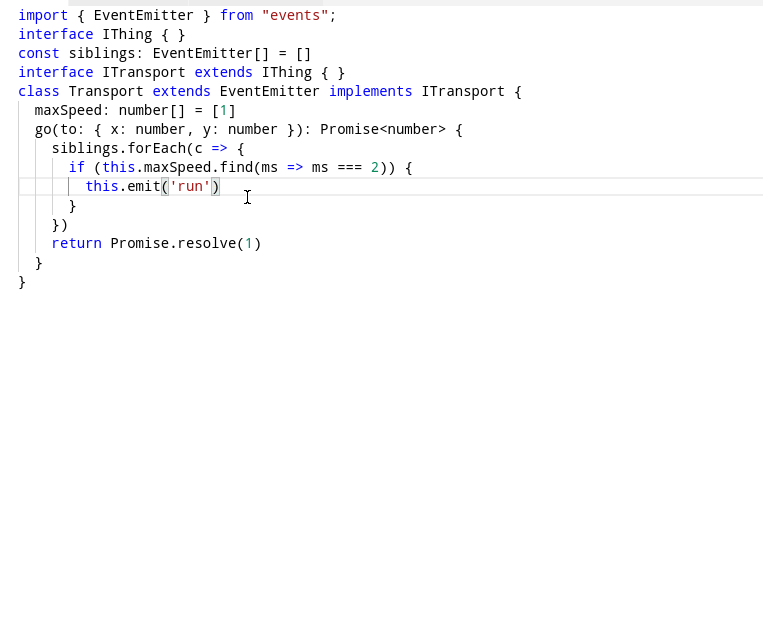 import { EventEmitter } from "events";
interface IThing { }
const siblings: EventEmitter[] = []
interface ITransport extends IThing { }
class Transport extends EventEmitter implements ITransport {
  maxSpeed: number[] = [1]
  go(to: { x: number, y: number }): Promise<number> {
    siblings.forEach(c => {
      if (this.maxSpeed.find(ms => ms === 2)) {
        this.emit('run')
      }
    })
    return Promise.resolve(1)
  }
}